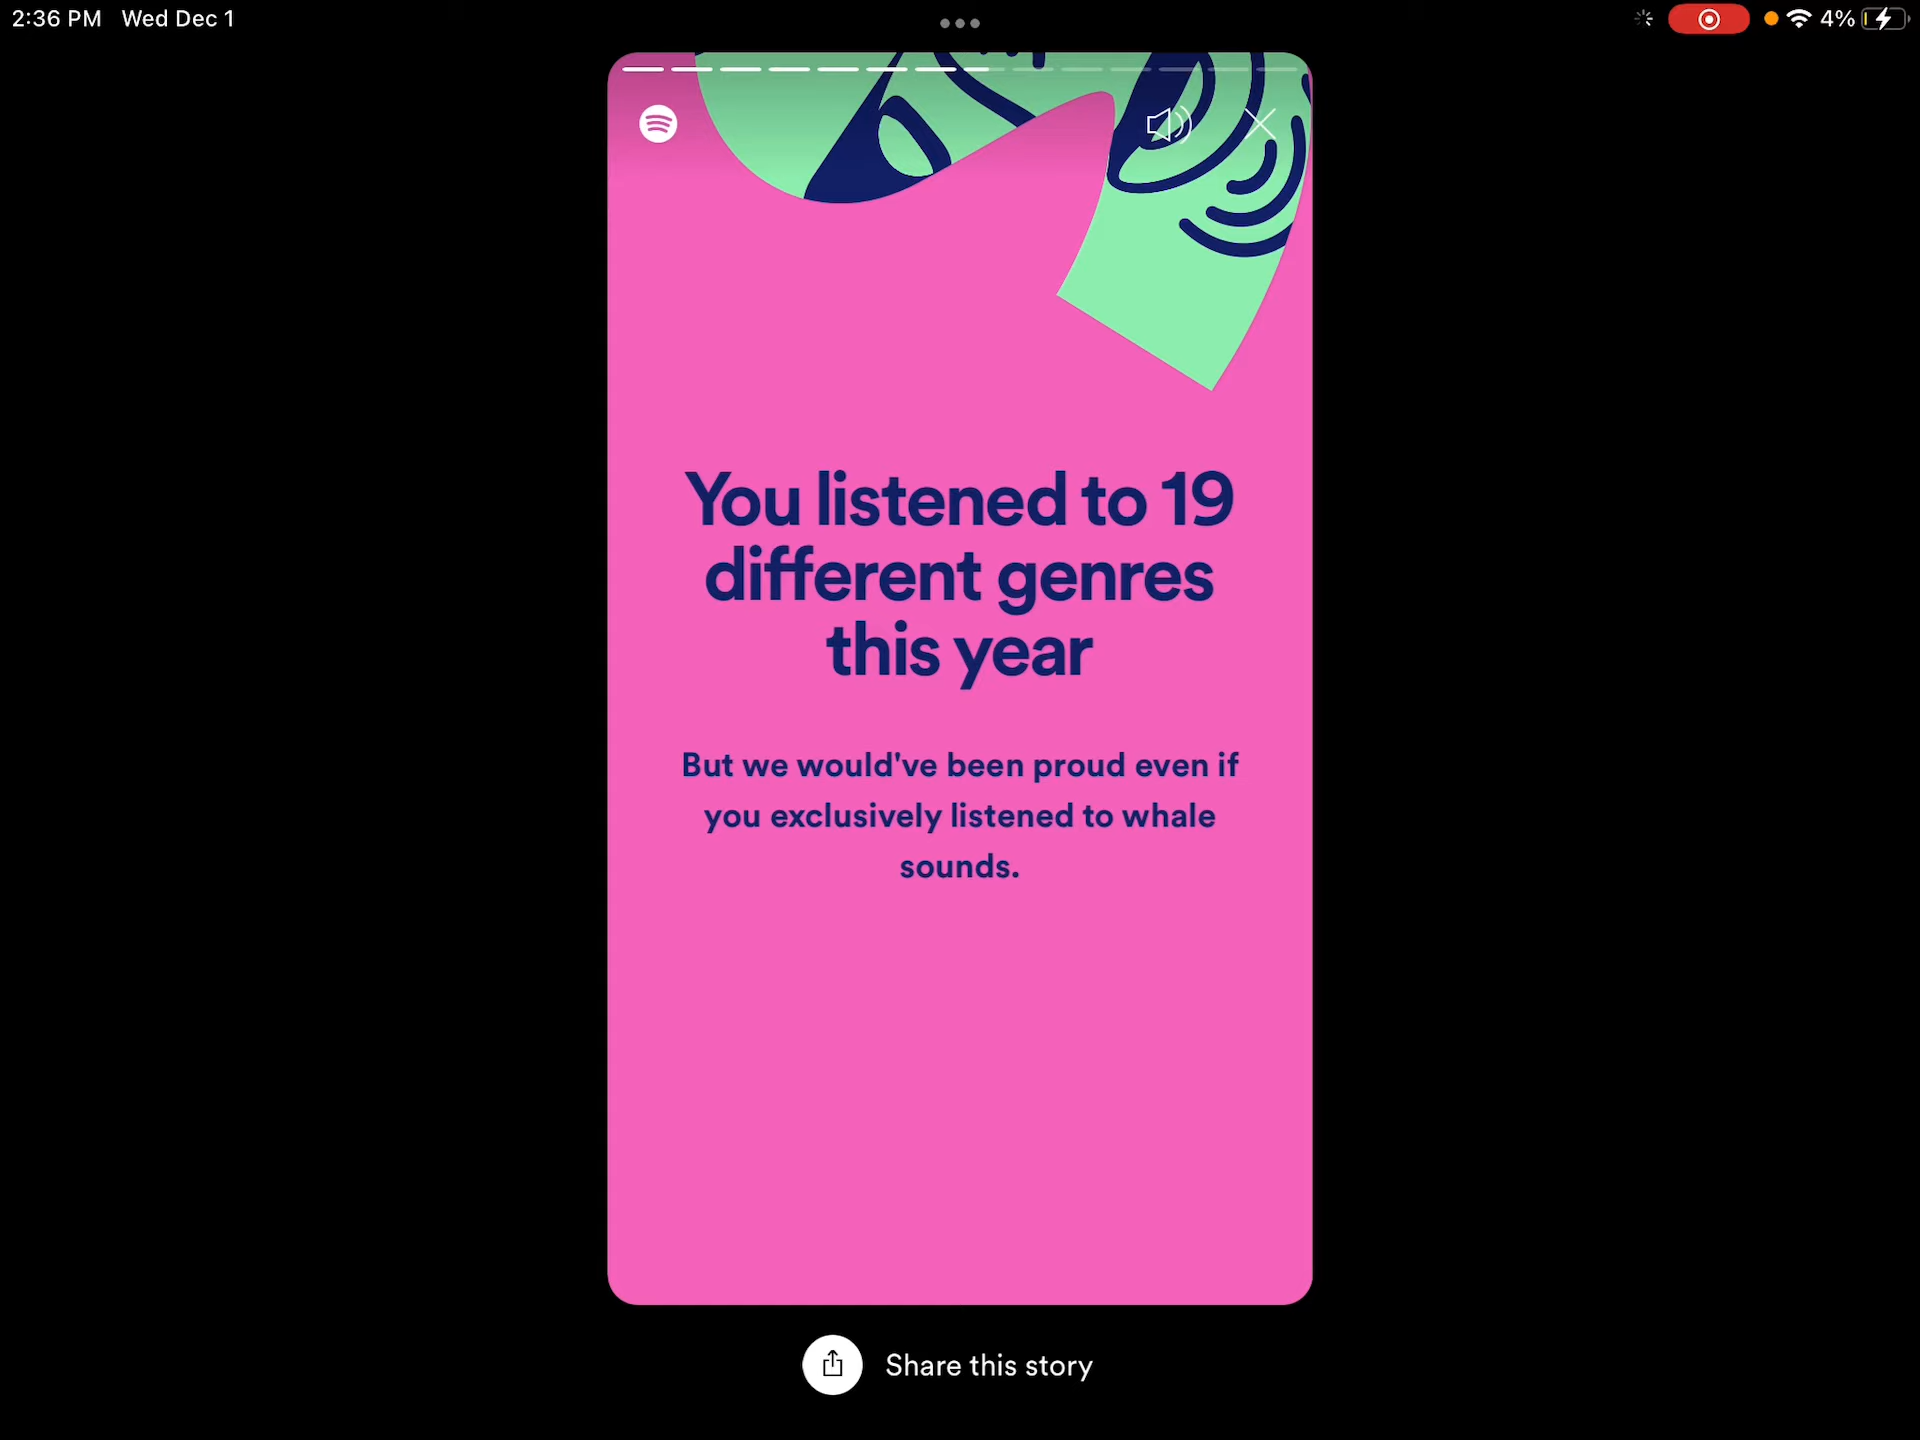 2:36 PM Wed Dec 1
4%
You listened to 19
different genres
this year
But we would've been proud even if
you exclusively listened to whale
sounds.
Share this story